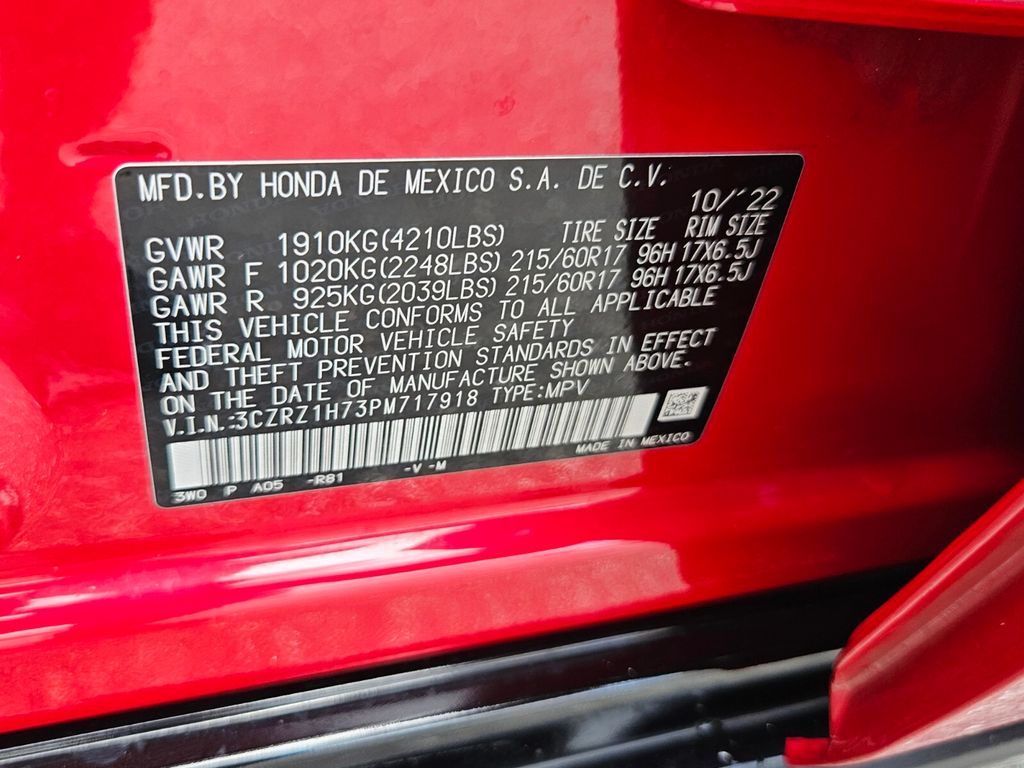 MFD.BY HONDA DE MEXICO S.A. DE C.V.
10/'22
GVWR 1910KG(4210LBS) TIRE SIZE RIM SIZE
GAWR F 1020KG(2248LBS) 215/60R17 96H 17X6.5J
GAWR R 925KG(2039LBS) 215/60R17 96H 17X6.5J
THIS VEHICLE CONFORMS TO ALL APPLICABLE
FEDERAL MOTOR VEHICLE SAFETY
AND THEFT PREVENTION STANDARDS IN EFFECT
ON THE DATE OF MANUFACTURE SHOWN ABOVE.
V.I.N.:3CZRZ1H73PM717918 TYPE:MPV
MADE IN MEXICO
3W0 P A05 -R81 -V -M